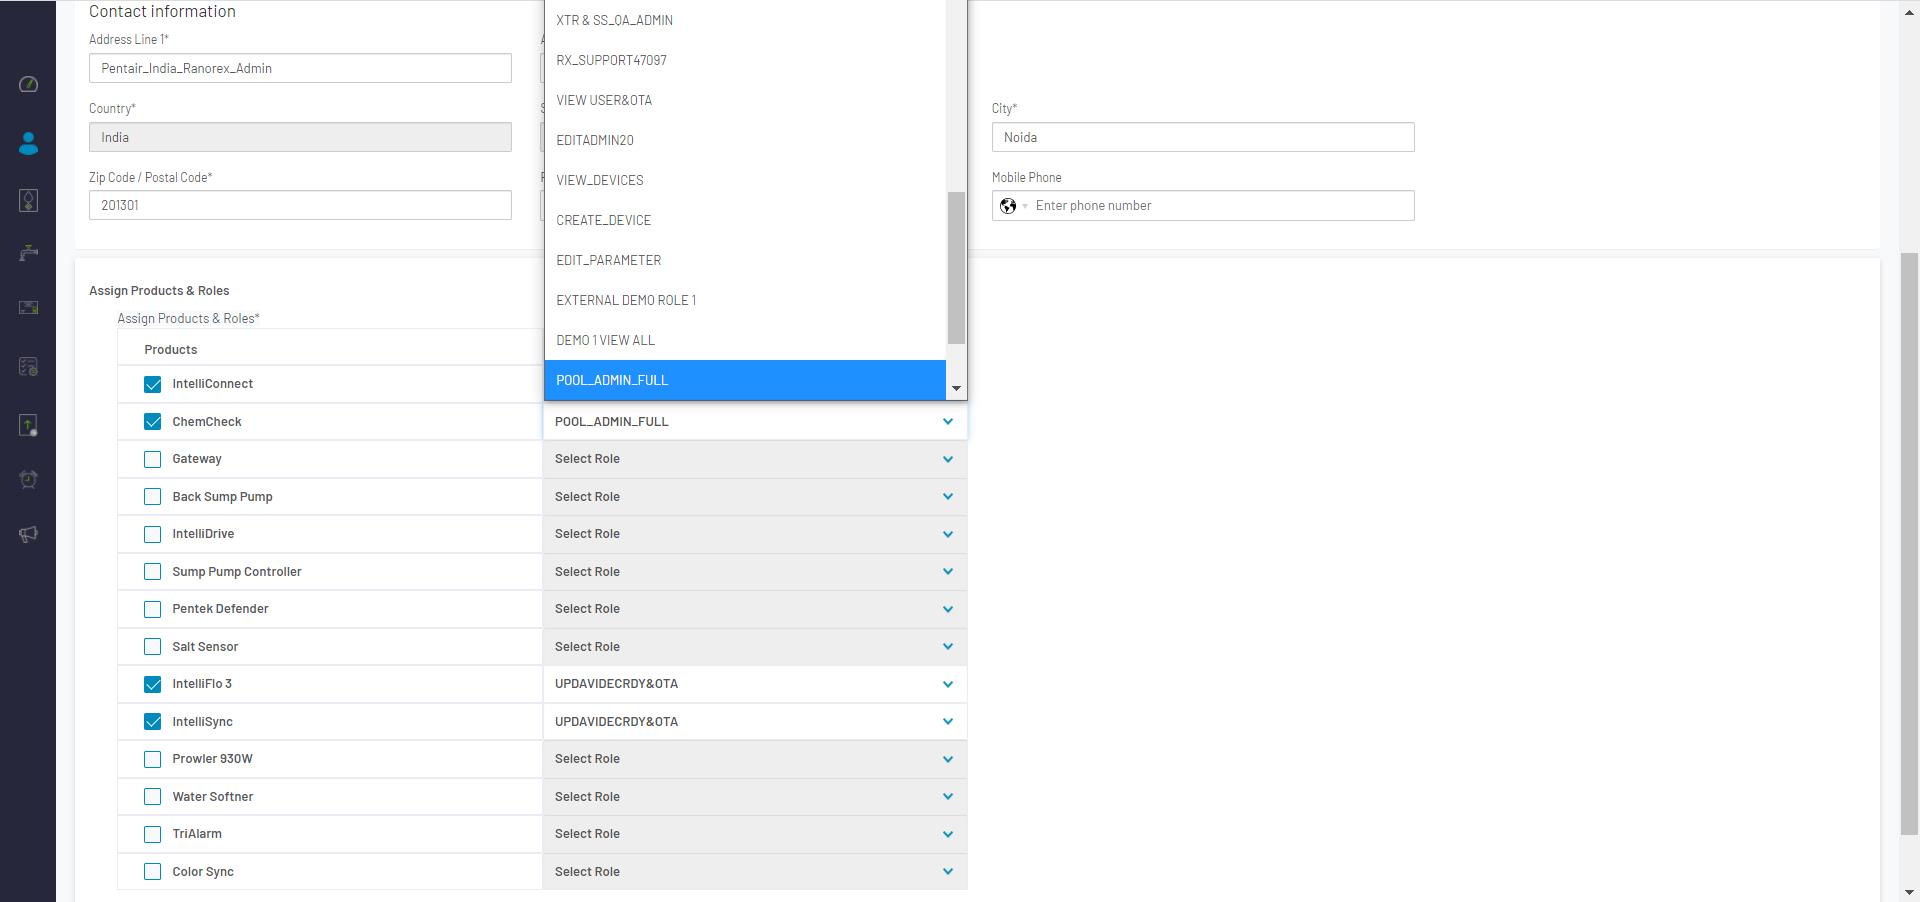 Contact information
Address Line 1*
Pentair_India_Ranorex_Admin
Country*
India
Zip Code / Postal Code*
201301
XTR & SS_QA_ADMIN
RX_SUPPORT47097
VIEW USER&OTA
EDITADMIN20
VIEW_DEVICES
CREATE_DEVICE
EDIT_PARAMETER
EXTERNAL DEMO ROLE 1
DEMO 1 VIEW ALL
POOL_ADMIN_FULL
City*
Noida
Mobile Phone
Enter phone number
Assign Products & Roles
Assign Products & Roles*
Products
IntelliConnect
ChemCheck
POOL_ADMIN_FULL
Gateway
Select Role
Back Sump Pump
Select Role
IntelliDrive
Select Role
Sump Pump Controller
Select Role
Pentek Defender
Select Role
Salt Sensor
Select Role
IntelliFlo 3
UPDAVIDECRDY&OTA
IntelliSync
UPDAVIDECRDY&OTA
Prowler 930W
Select Role
Water Softner
Select Role
TriAlarm
Select Role
Color Sync
Select Role